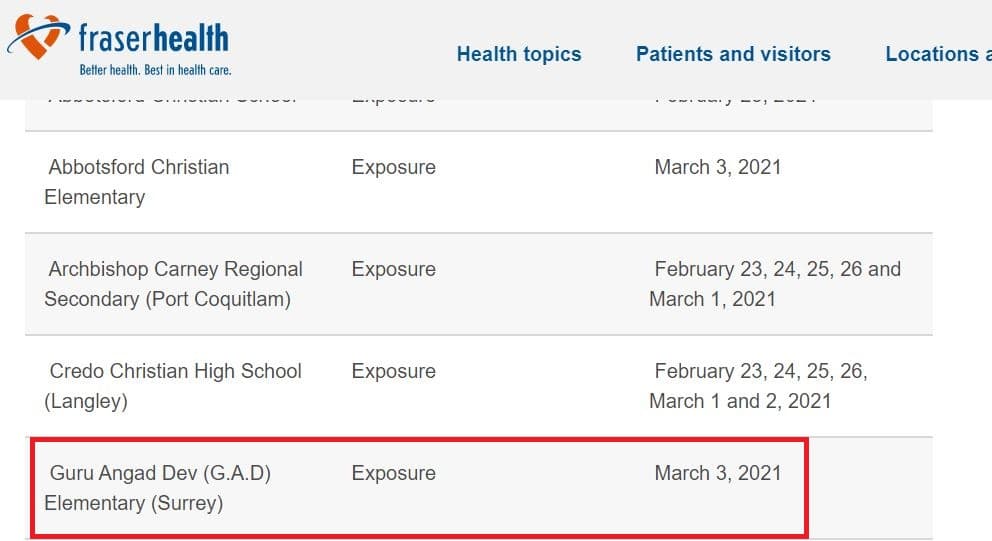 fraserhealth
Better health. Best in health care.
Health topics
Patients and visitors
Locations a
Abbotsford Christian School
Exposure
Abbotsford Christian
Elementary
Exposure
March 3, 2021
Archbishop Carney Regional
Secondary (Port Coquitlam)
Exposure
February 23, 24, 25, 26 and
March 1, 2021
Credo Christian High School
(Langley)
Exposure
February 23, 24, 25, 26,
March 1 and 2, 2021
Guru Angad Dev (G.A.D)
Elementary (Surrey)
Exposure
March 3, 2021